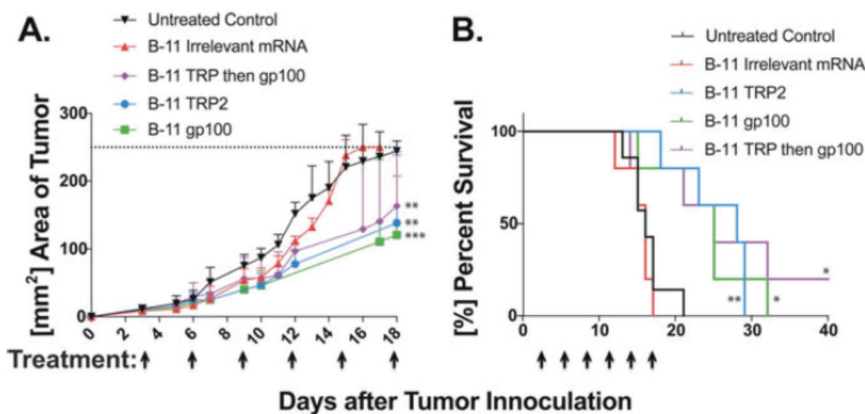 A.
Untreated Control
B-11 Irrelevant mRNA
B-11 TRP then gp100
B-11 TRP2
B-11 gp100
[mm²] Area of Tumor
300
200
100
0
0 2 4 6 8 10 12 14 16 18
**
**
***
B.
Untreated Control
B-11 Irrelevant mRNA
B-11 TRP2
B-11 gp100
B-11 TRP then gp100
[%] Percent Survival
100
50
0
0 10 20 30 40
*
** *
Treatment:
Days after Tumor Innoculation